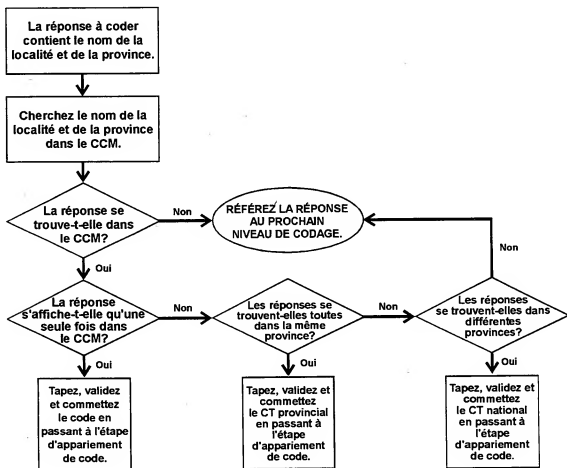 La réponse à coder
contient le nom de la
localité et de la province.
Cherchez le nom de la
localité et de la province
dans le CCM.
La réponse se
trouve-t-elle dans
le CCM?
Non
RÉFÉREZ LA RÉPONSE
AU PROCHAIN
NIVEAU DE CODAGE.
Oui
Non
La réponse
s'affiche-t-elle qu'une
seule fois dans
le CCM?
Non
Les réponses se
trouvent-elles toutes
dans la même
province?
Non
Les réponses
se trouvent-elles dans
différentes
provinces?
Oui
Oui
Oui
Tapez, validez
et commettez
le code en
passant à l'étape
d'appariement
de code.
Tapez, validez et
commettez
le CT provincial
en passant à
l'étape
d'appariement
de code.
Tapez, validez et
commettez
le CT national
en passant à
l'étape
d'appariement
de code.